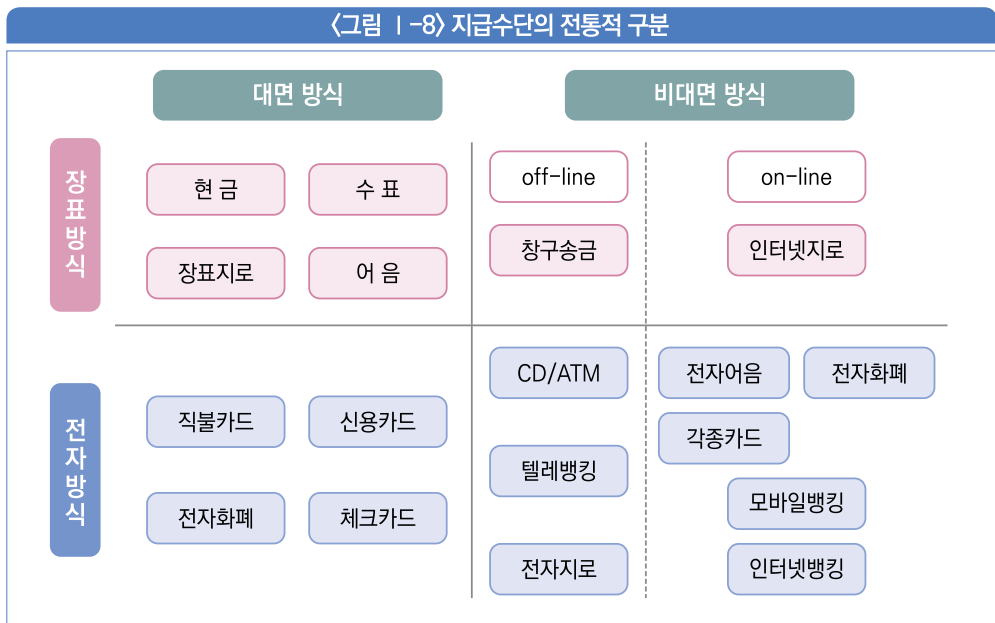 〈그림 Ⅰ-8〉 지급수단의 전통적 구분
대면 방식
비대면 방식
장표방식
현 금
수 표
장표지로
어 음
off-line
창구송금
on-line
인터넷지로
전자방식
직불카드
신용카드
전자화폐
체크카드
CD/ATM
텔레뱅킹
전자지로
전자어음
전자화폐
각종카드
모바일뱅킹
인터넷뱅킹